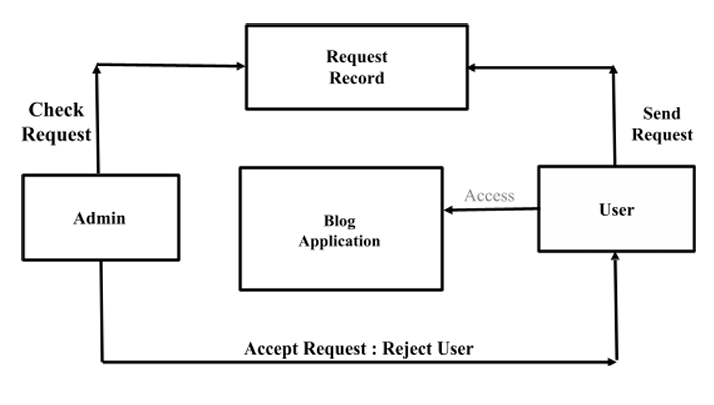 Request
Record
Check
Request
Send
Request
Admin
Blog
Application
Access
User
Accept Request : Reject User